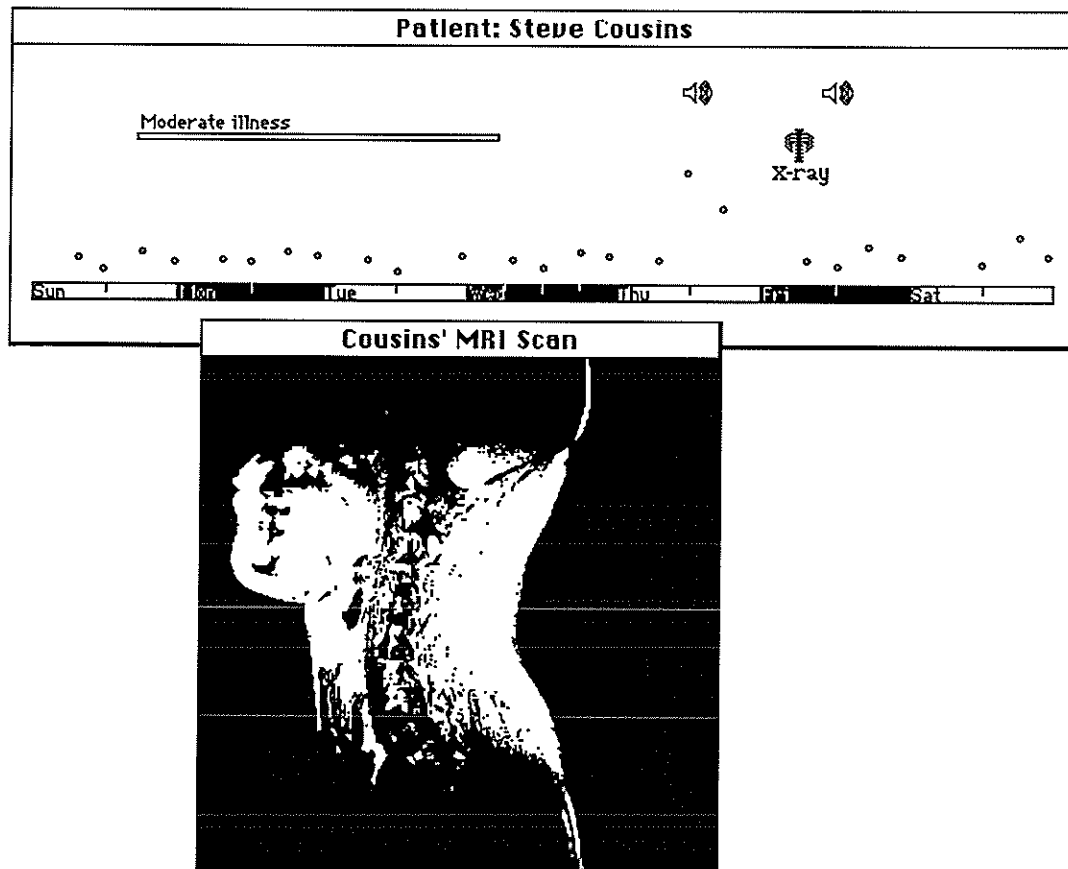 Patient: Steve Cousins
Moderate illness
X-ray
Sun Mon Tue Wed Thu Fri Sat
Cousins' MRI Scan